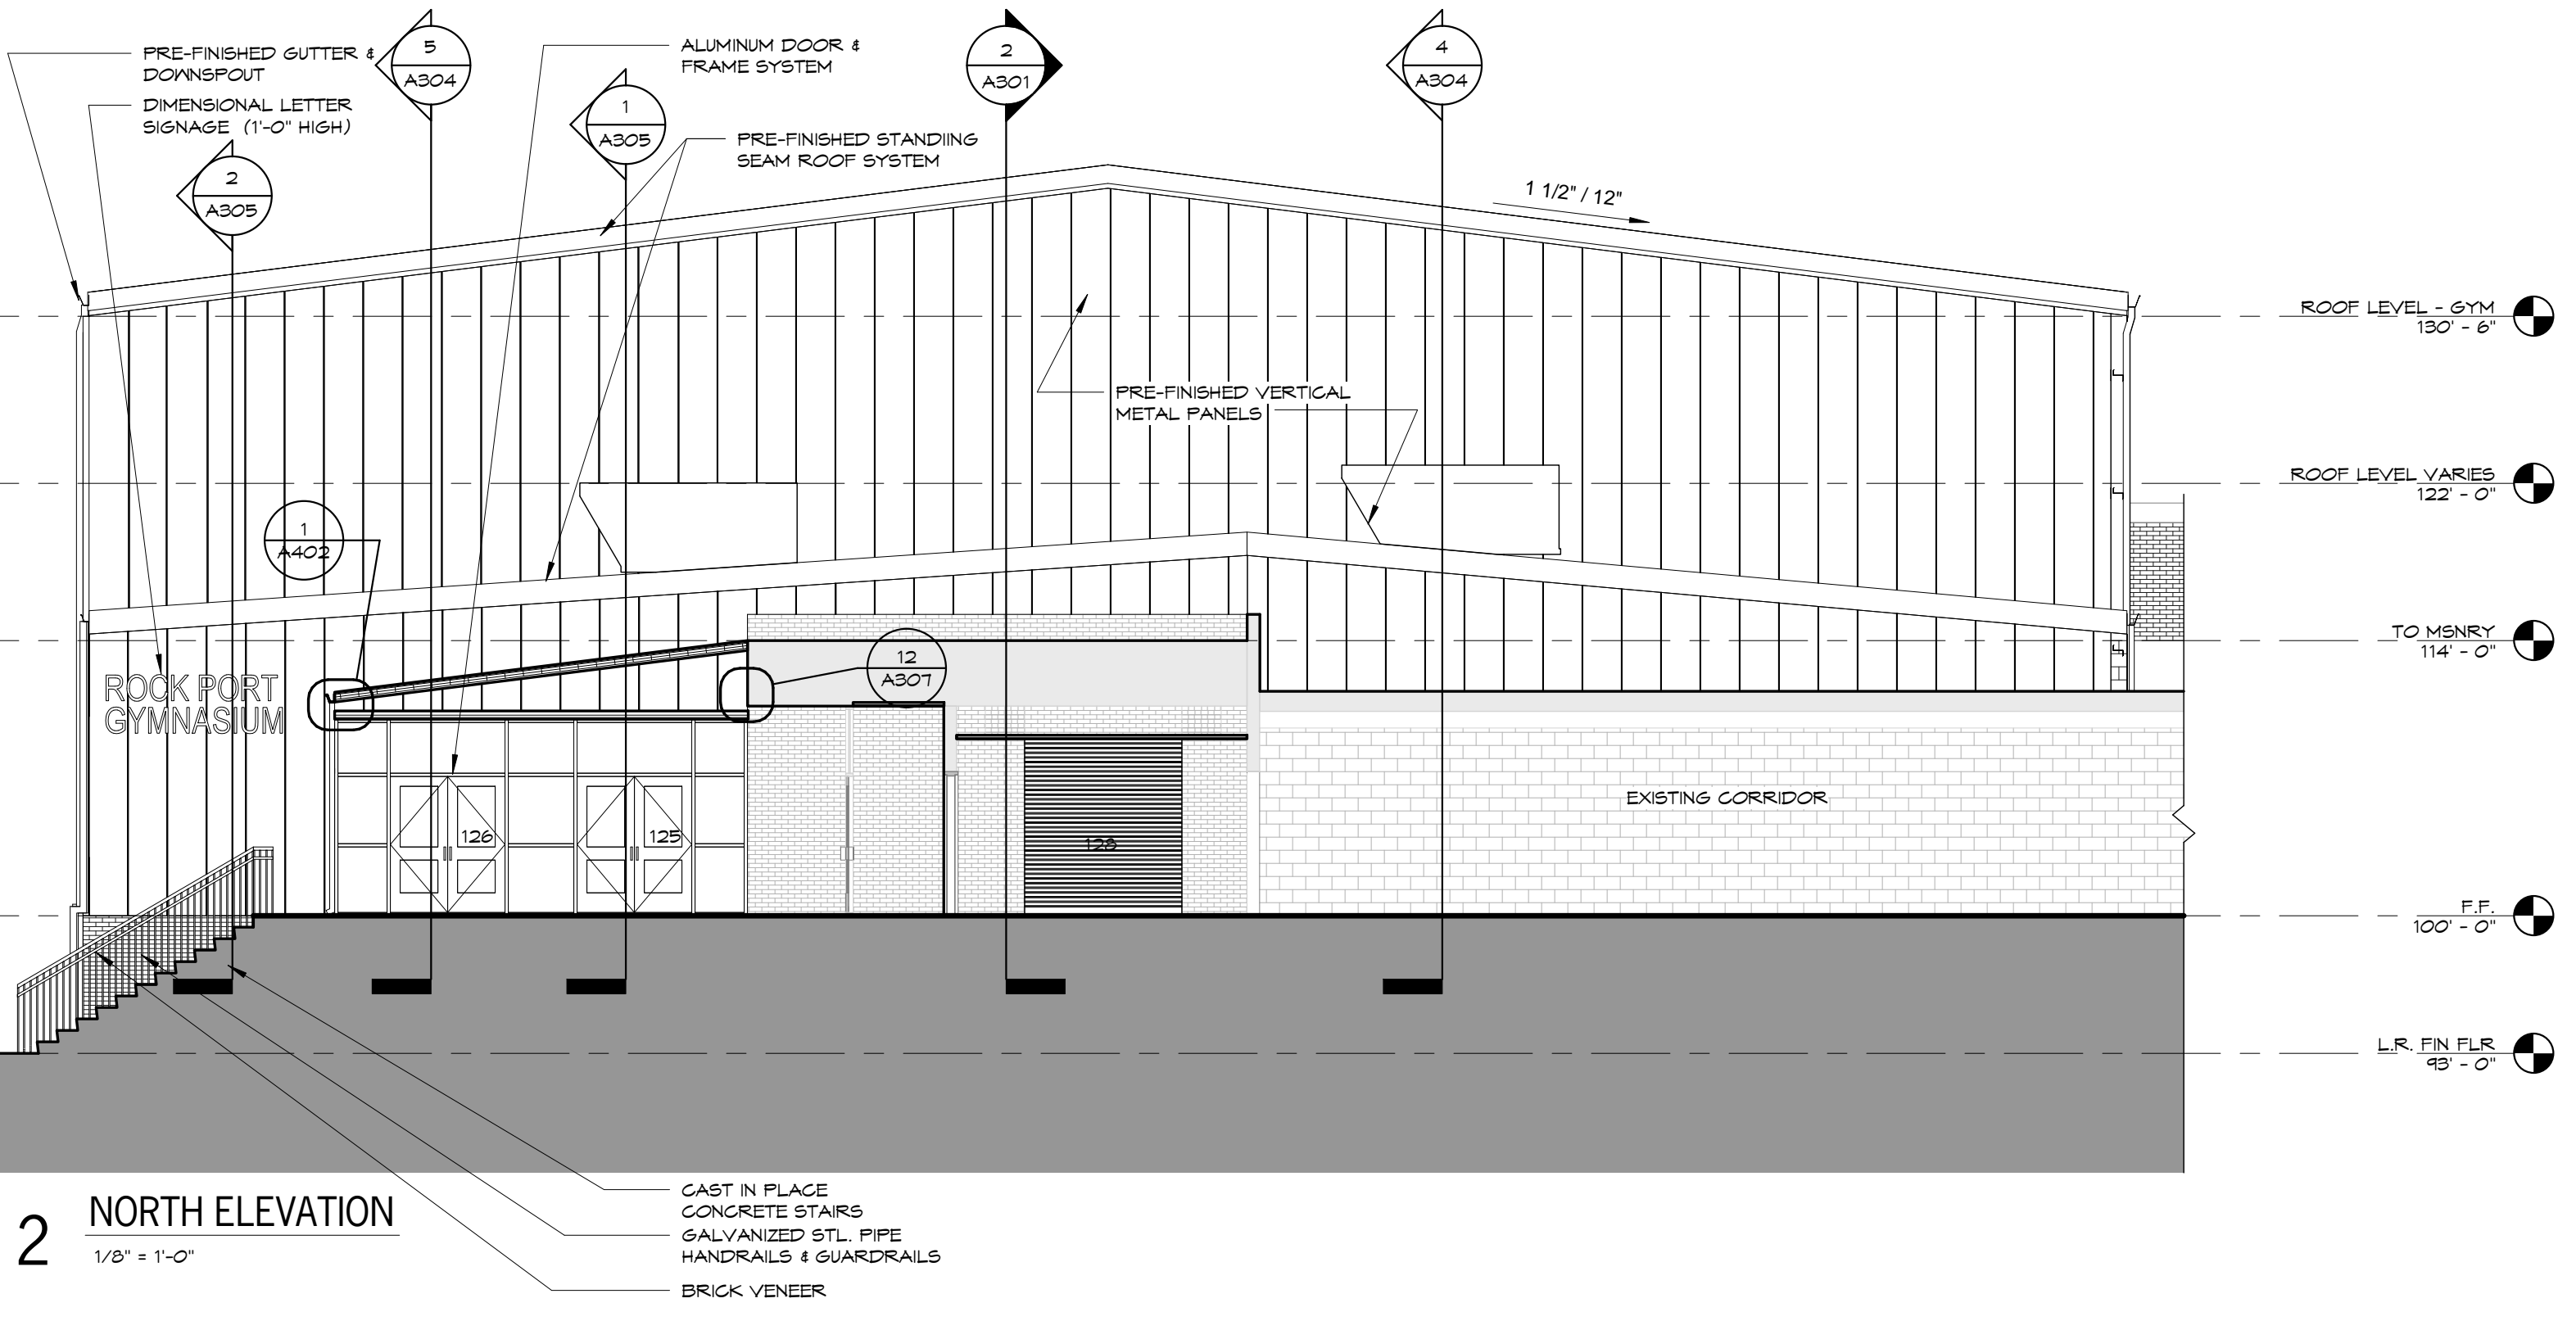 PRE-FINISHED GUTTER &
DOWNSPOUT
DIMENSIONAL LETTER
SIGNAGE (1'-0" HIGH)
2
A305
5
A304
1
A305
ALUMINUM DOOR &
FRAME SYSTEM
PRE-FINISHED STANDIING
SEAM ROOF SYSTEM
2
A301
4
A304
1 1/2" / 12"
ROOF LEVEL - GYM
130' - 6"
PRE-FINISHED VERTICAL
METAL PANELS
ROOF LEVEL VARIES
122' - 0"
1
A402
TO MSNRY
114' - 0"
12
A307
ROCK PORT
GYMNASIUM
126
125
128
EXISTING CORRIDOR
F.F.
100' - 0"
L.R. FIN FLR
93' - 0"
CAST IN PLACE
CONCRETE STAIRS
GALVANIZED STL. PIPE
HANDRAILS & GUARDRAILS
BRICK VENEER
2
NORTH ELEVATION
1/8" = 1'-0"